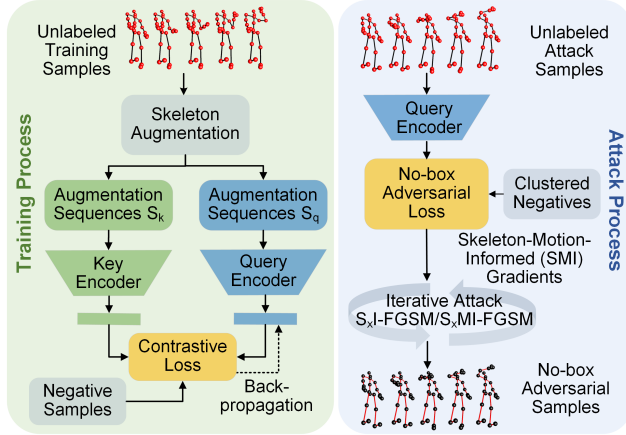 Training Process
Unlabeled
Training
Samples
Skeleton
Augmentation
Augmentation
Sequences Sk
Augmentation
Sequences Sq
Key
Encoder
Query
Encoder
Contrastive
Loss
Negative
Samples
Back-
propagation
Attack Process
Unlabeled
Attack
Samples
Query
Encoder
No-box
Adversarial
Loss
Clustered
Negatives
Skeleton-Motion-
Informed (SMI)
Gradients
Iterative Attack
SxI-FGSM/SxMI-FGSM
No-box
Adversarial
Samples